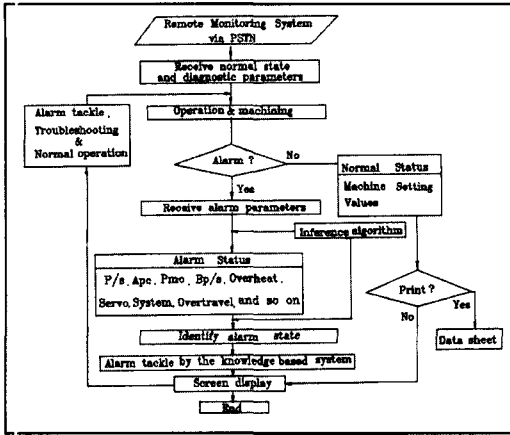 Remote Monitoring System
via PSTN
Receive normal state
and diagnostic parameters
Alarm tackle,
Troubleshooting
&
Normal operation
Operation & machining
Alarm ?
No
Yes
Normal Status
Machine Setting
Values
Receive alarm parameters
Inference algorithm
Alarm Status
P/s, Apc, Pmc, Bp/s, Overheat,
Servo, System, Overtravel, and so on
Print ?
Yes
No
Data sheet
Identify alarm state
Alarm tackle by the knowledge based system
Screen display
End